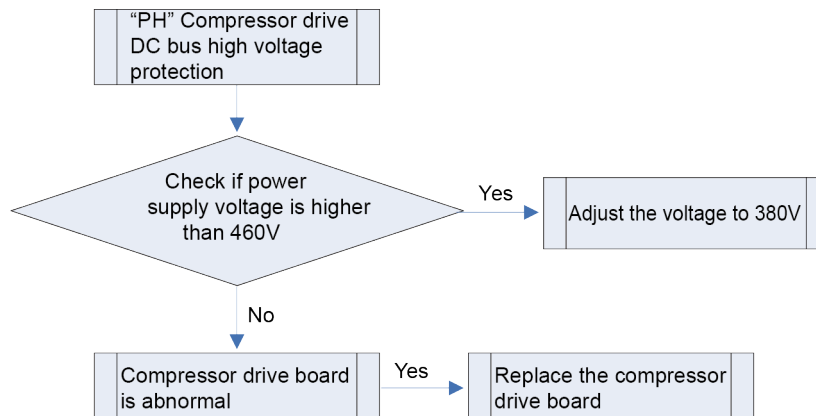 “PH” Compressor drive
DC bus high voltage
protection
Check if power
supply voltage is higher
than 460V
Yes
Adjust the voltage to 380V
No
Compressor drive board
is abnormal
Yes
Replace the compressor
drive board